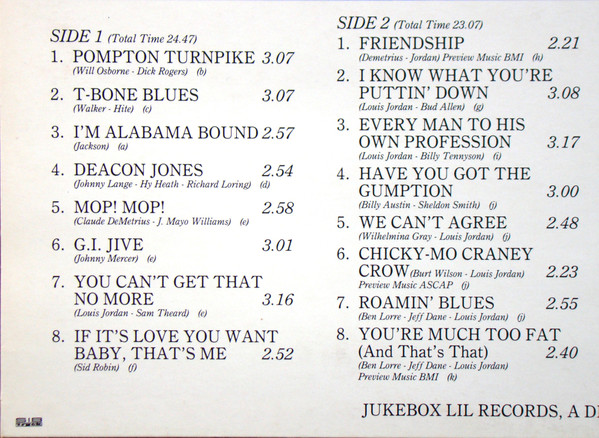 SIDE 1 (Total Time 24.47)
1. POMPTON TURNPIKE 3.07
(Will Osborne - Dick Rogers) (b)
2. T-BONE BLUES 3.07
(Walker - Hite) (c)
3. I'M ALABAMA BOUND 2.57
(Jackson) (a)
4. DEACON JONES 2.54
(Johnny Lange - Hy Heath - Richard Loring) (d)
5. MOP! MOP! 2.58
(Claude DeMetrius - J. Mayo Williams) (e)
6. G.I. JIVE 3.01
(Johnny Mercer) (e)
7. YOU CAN'T GET THAT
NO MORE 3.16
(Louis Jordan - Sam Theard) (e)
8. IF IT'S LOVE YOU WANT
BABY, THAT'S ME 2.52
(Sid Robin) (f)
SIDE 2 (Total Time 23.07)
1. FRIENDSHIP 2.21
(Demetrius - Jordan) Preview Music BMI (k)
2. I KNOW WHAT YOU'RE
PUTTIN' DOWN 3.08
(Louis Jordan - Bud Allen) (g)
3. EVERY MAN TO HIS
OWN PROFESSION 3.17
(Louis Jordan - Billy Tennyson) (i)
4. HAVE YOU GOT THE
GUMPTION 3.00
(Billy Austin - Sheldon Smith) (j)
5. WE CAN'T AGREE 2.48
(Wilhelmina Gray - Louis Jordan) (j)
6. CHICKY-MO CRANEY
CROW (Burt Wilson - Louis Jordan) 2.23
Preview Music ASCAP (j)
7. ROAMIN' BLUES 2.55
(Ben Lorre - Jeff Dane - Louis Jordan) (j)
8. YOU'RE MUCH TOO FAT
(And That's That) 2.40
(Ben Lorre - Jeff Dane - Louis Jordan)
Preview Music BMI (k)
JUKEBOX LIL RECORDS, A DI